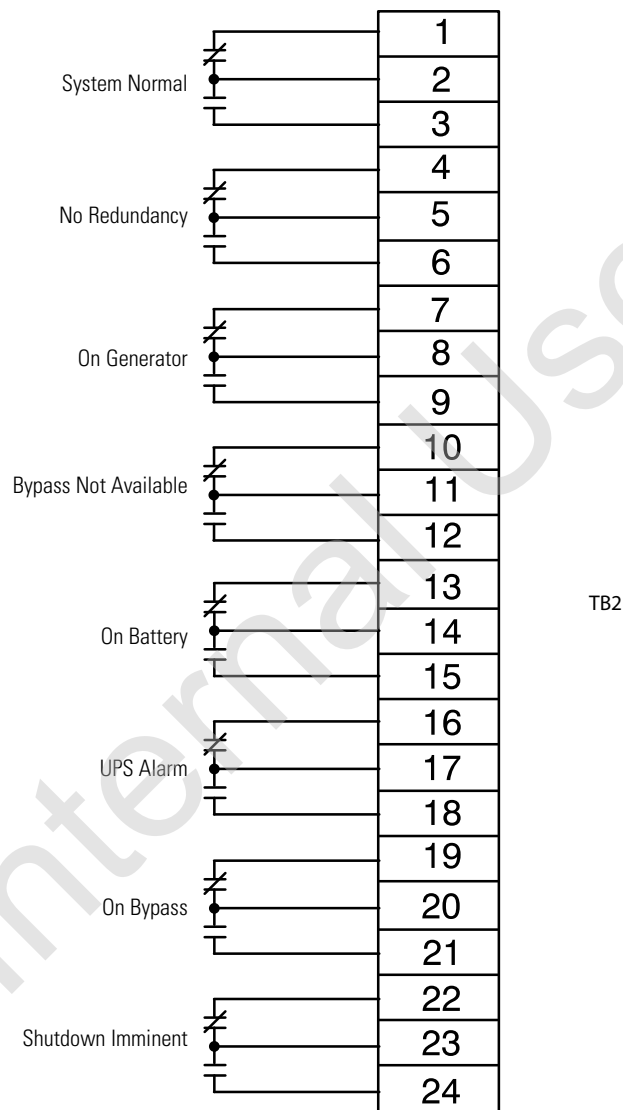 1
System Normal
2
3
4
No Redundancy
5
6
7
On Generator
8
9
10
Bypass Not Available
11
12
13
TB2
On Battery
14
15
16
UPS Alarm
17
18
19
On Bypass
20
21
22
Shutdown Imminent
23
24
Internal Use